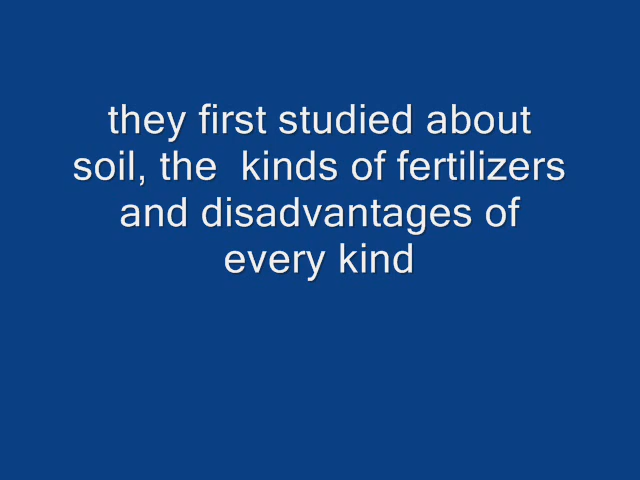 they first studied about
soil, the  kinds of fertilizers
and disadvantages of
every kind